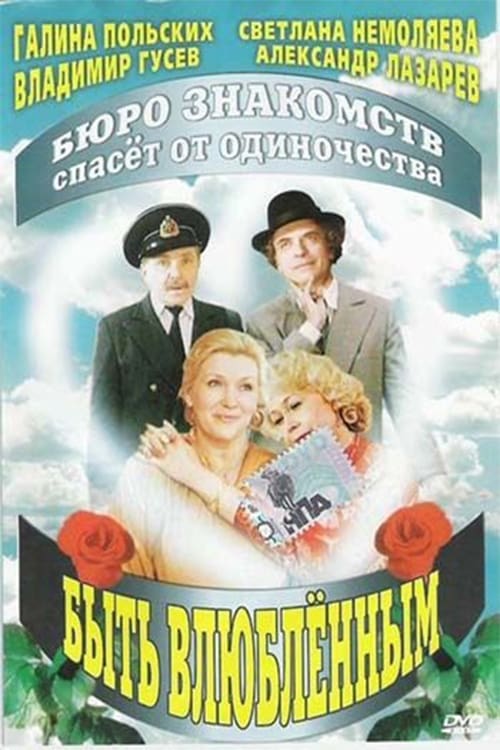 ГАЛИНА ПОЛЬСКИХ СВЕТЛАНА НЕМОЛЯЕВА
ВЛАДИМИР ГУСЕВ АЛЕКСАНДР ЛАЗАРЕВ
БЮРО ЗНАКОМСТВ
СПАСЁТ ОТ ОДИНОЧЕСТВА
БЫТЬ ВЛЮБЛЁННЫМ
DVD